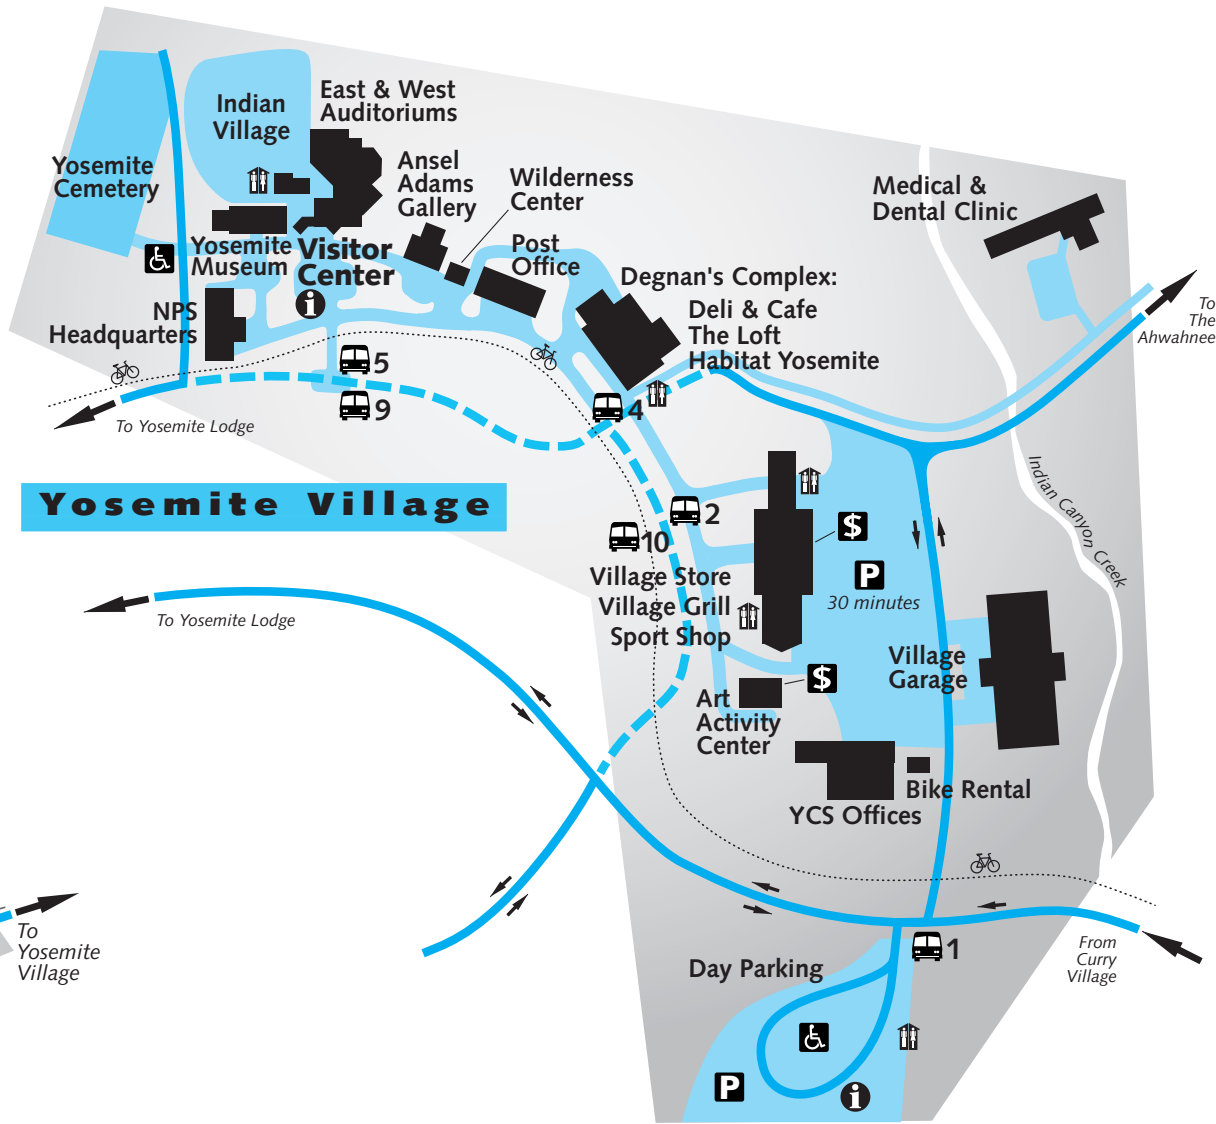 East & West
Auditoriums
Indian
Village
Yosemite
Cemetery
Ansel
Adams
Gallery
Wilderness
Center
Medical &
Dental Clinic
Yosemite
Museum
Visitor
Center
i
Post
Office
Degnan's Complex:
Deli & Cafe
The Loft
Habitat Yosemite
NPS
Headquarters
To
The
Ahwahnee
5
9
4
To Yosemite Lodge
Yosemite Village
2
10
$
P
30 minutes
Indian Canyon Creek
Village Store
Village Grill
Sport Shop
To Yosemite Lodge
Village
Garage
$
Art
Activity
Center
Bike Rental
YCS Offices
To
Yosemite
Village
1
From
Curry
Village
Day Parking
P
i